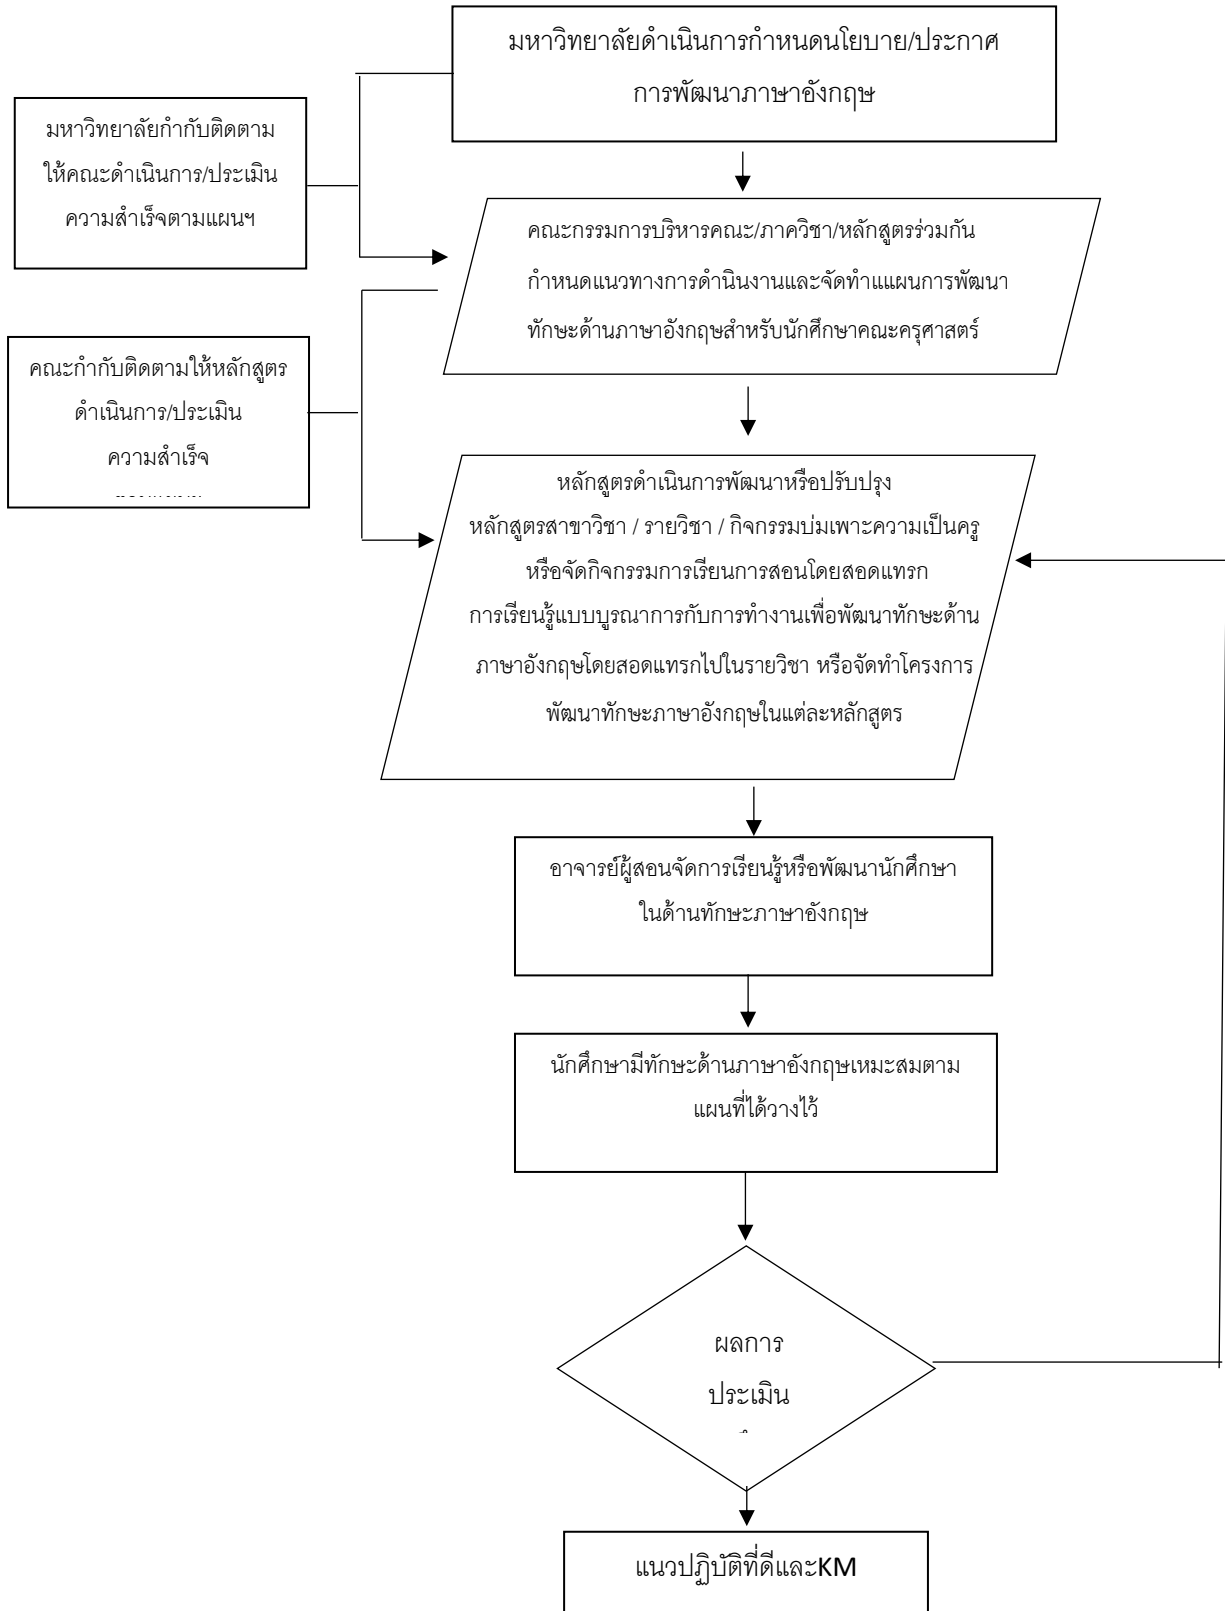 มหาวิทยาลัยดำเนินการกำหนดนโยบาย/ประกาศ
การพัฒนาภาษาอังกฤษ
มหาวิทยาลัยกำกับติดตาม
ให้คณะดำเนินการ/ประเมิน
ความสำเร็จตามแผนฯ
คณะกรรมการบริหารคณะ/ภาควิชา/หลักสูตรร่วมกัน
กำหนดแนวทางการดำนินงานและจัดทำแแผนการพัฒนา
ทักษะด้านภาษาอังกฤษสำหรับนักศึกษาคณะครุศาสตร์
คณะกำกับติดตามให้หลักสูตร
ดำเนินการ/ประเมิน
ความสำเร็จ
หลักสูตรดำเนินการพัฒนาหรือปรับปรุง
หลักสูตรสาขาวิชา / รายวิชา / กิจกรรมบ่มเพาะความเป็นครู
หรือจัดกิจกรรมการเรียนการสอนโดยสอดแทรก
การเรียนรู้แบบบูรณาการกับการทำงานเพื่อพัฒนาทักษะด้าน
ภาษาอังกฤษโดยสอดแทรกไปในรายวิชา หรือจัดทำโครงการ
พัฒนาทักษะภาษาอังกฤษในแต่ละหลักสูตร
อาจารย์ผู้สอนจัดการเรียนรู้หรือพัฒนานักศึกษา
ในด้านทักษะภาษาอังกฤษ
นักศึกษามีทักษะด้านภาษาอังกฤษเหมะสมตาม
แผนที่ได้วางไว้
ผลการ
ประเมิน
แนวปฏิบัติที่ดีและKM